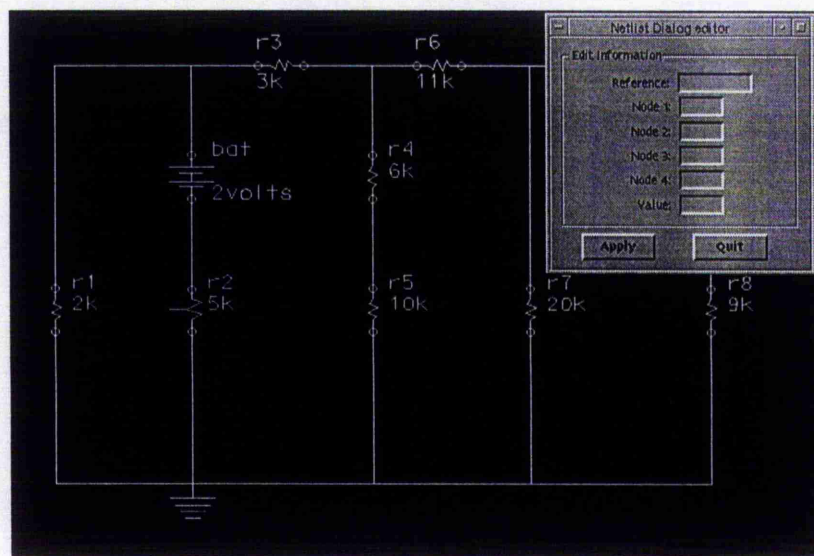 r3
3k
r6
11k
bat
2volts
r4
6k
r1
2k
r2
5k
r5
10k
r7
20k
r8
9k
Netlist Dialog editor
Edit Information
Reference:
Node 1:
Node 2:
Node 3:
Node 4:
Value:
Apply
Quit